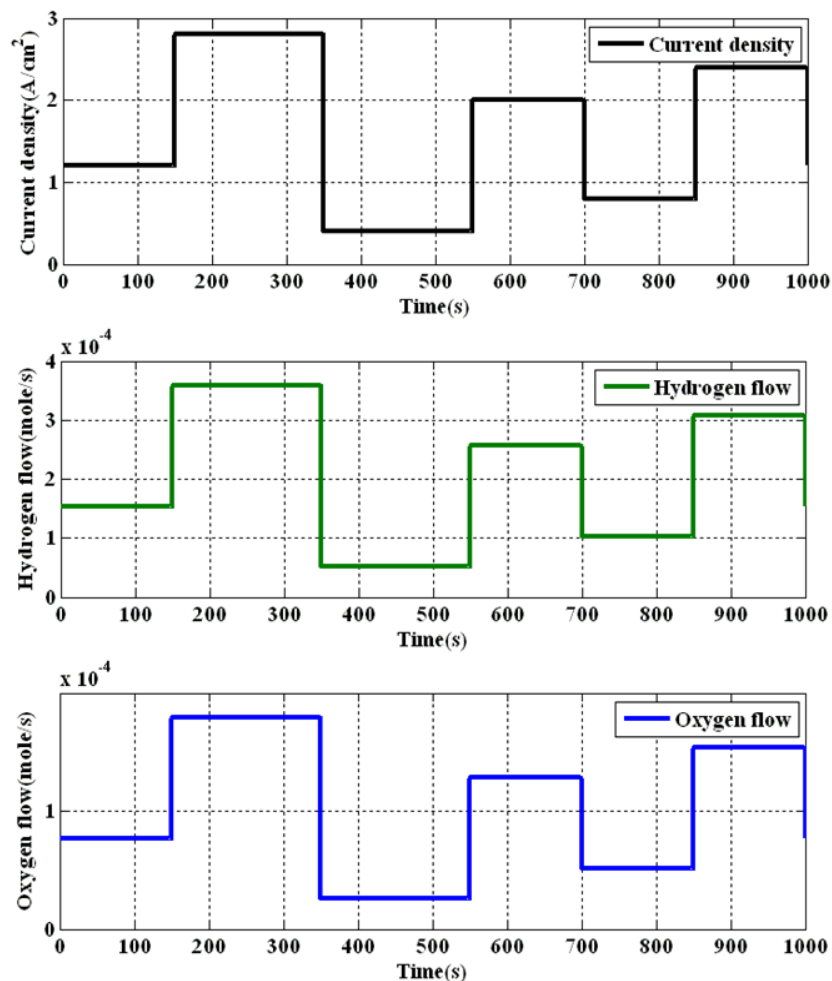 3
2
1
0
Current density(A/cm²)
Current density
0 100 200 300 400 500 600 700 800 900 1000
Time(s)
x 10⁻⁴
4
3
2
1
0
Hydrogen flow(mole/s)
Hydrogen flow
0 100 200 300 400 500 600 700 800 900 1000
Time(s)
x 10⁻⁴
1
0
Oxygen flow(mole/s)
Oxygen flow
0 100 200 300 400 500 600 700 800 900 1000
Time(s)